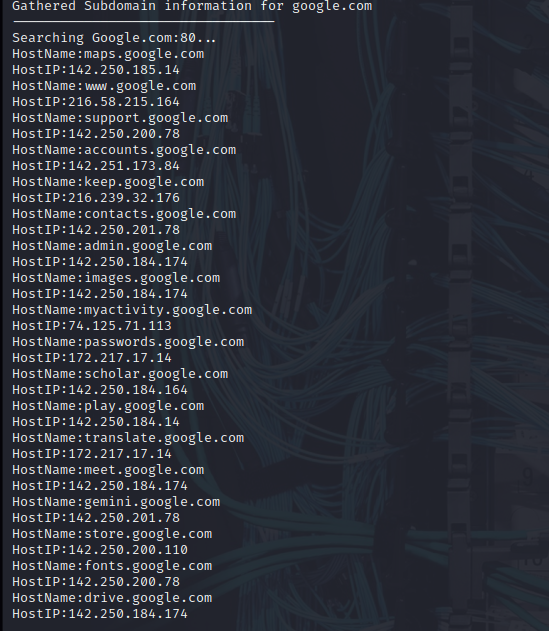 Gathered Subdomain information for google.com
---------------------------------
Searching Google.com:80...
HostName:maps.google.com
HostIP:142.250.185.14
HostName:www.google.com
HostIP:216.58.215.164
HostName:support.google.com
HostIP:142.250.200.78
HostName:accounts.google.com
HostIP:142.251.173.84
HostName:keep.google.com
HostIP:216.239.32.176
HostName:contacts.google.com
HostIP:142.250.201.78
HostName:admin.google.com
HostIP:142.250.184.174
HostName:images.google.com
HostIP:142.250.184.174
HostName:myactivity.google.com
HostIP:74.125.71.113
HostName:passwords.google.com
HostIP:172.217.17.14
HostName:scholar.google.com
HostIP:142.250.184.164
HostName:play.google.com
HostIP:142.250.184.14
HostName:translate.google.com
HostIP:172.217.17.14
HostName:meet.google.com
HostIP:142.250.184.174
HostName:gemini.google.com
HostIP:142.250.201.78
HostName:store.google.com
HostIP:142.250.200.110
HostName:fonts.google.com
HostIP:142.250.200.78
HostName:drive.google.com
HostIP:142.250.184.174